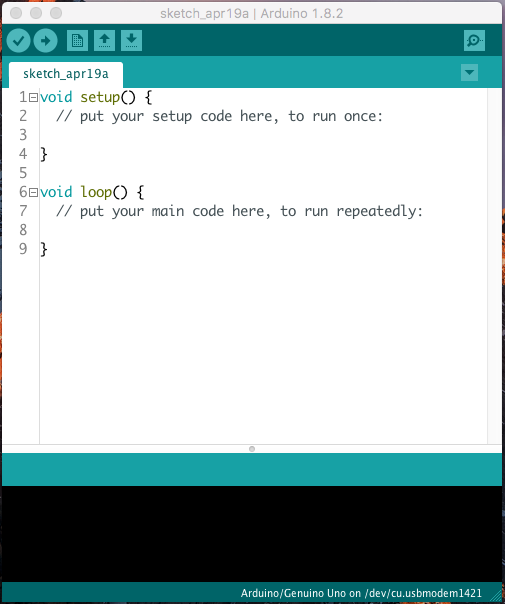 sketch_apr19a | Arduino 1.8.2
sketch_apr19a
1 void setup() {
2   // put your setup code here, to run once:
3
4 }
5
6 void loop() {
7   // put your main code here, to run repeatedly:
8
9 }
Arduino/Genuino Uno on /dev/cu.usbmodem1421